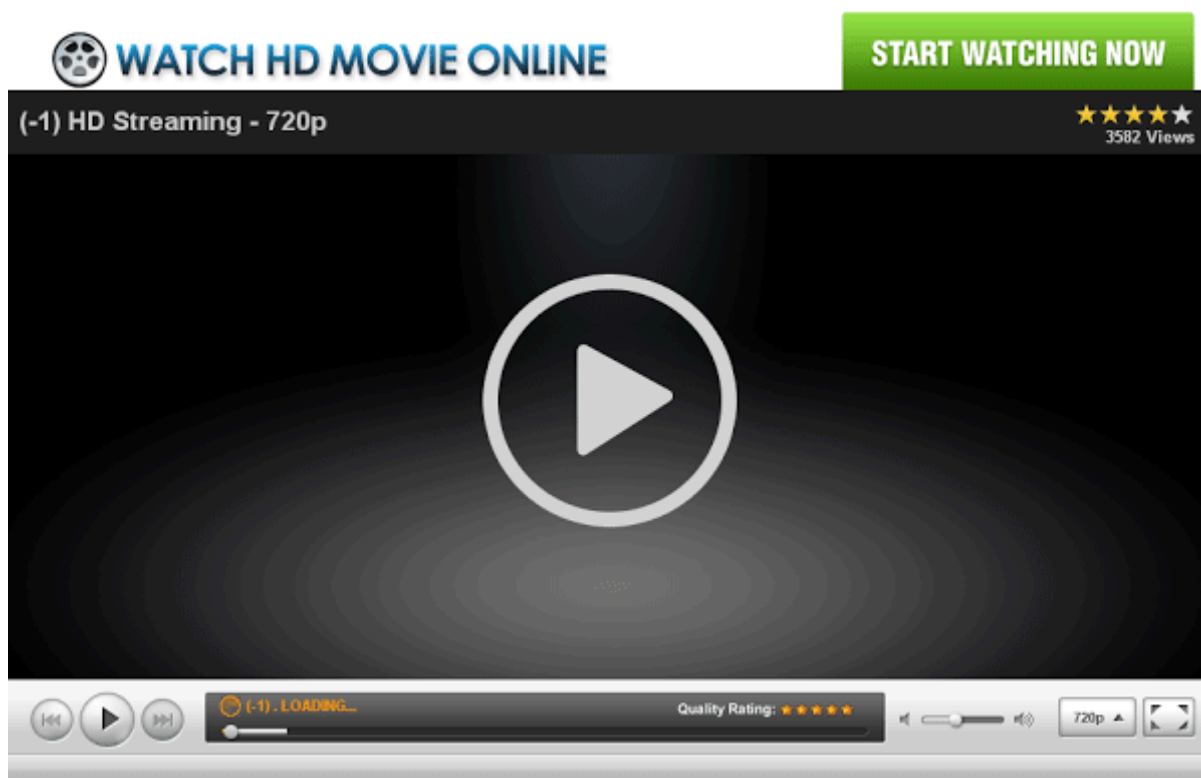 WATCH HD MOVIE ONLINE
START WATCHING NOW
(-1) HD Streaming - 720p
3582 Views
(-1) . LOADING...
Quality Rating:
720p